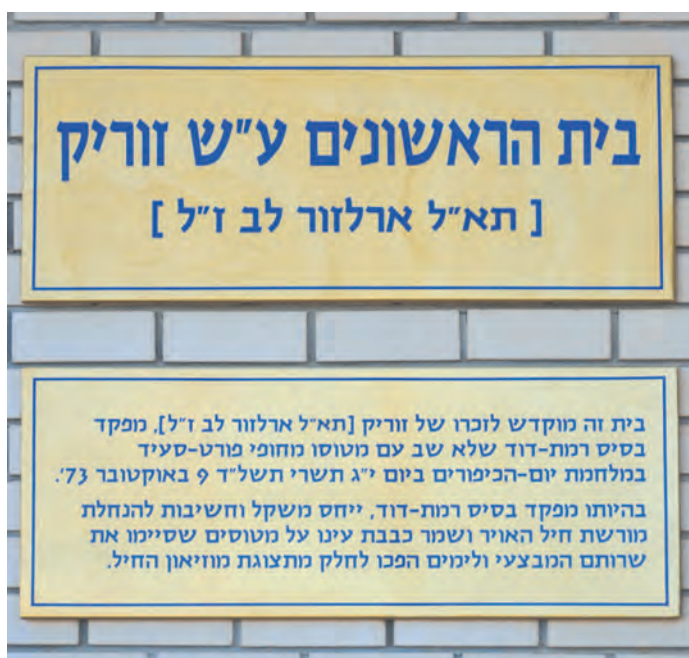 בית הראשונים ע״ש זוריק
[ תא״ל ארלזור לב ז״ל ]
בית זה מוקדש לזכרו של זוריק [תא״ל ארלזור לב ז״ל], מפקד
בסיס רמת-דוד שלא שב עם מטוסו מחופי פורט-סעיד
במלחמת יום-הכיפורים ביום י״ג תשרי תשל״ד 9 באוקטובר 73'.
בהיותו מפקד בסיס רמת-דוד, ייחס משקל וחשיבות להנחלת
מורשת חיל האויר ושמר כבבת עינו על מטוסים שסיימו את
שרותם המבצעי ולימים הפכו לחלק מתצוגת מוזיאון החיל.